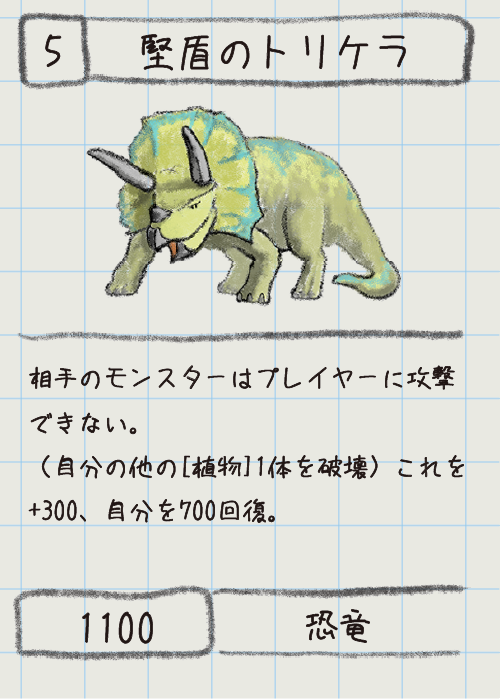 5 堅盾のトリケラ
相手のモンスターはプレイヤーに攻撃
できない。
（自分の他の[植物]1体を破壊）これを
+300、自分を700回復。
1100 恐竜